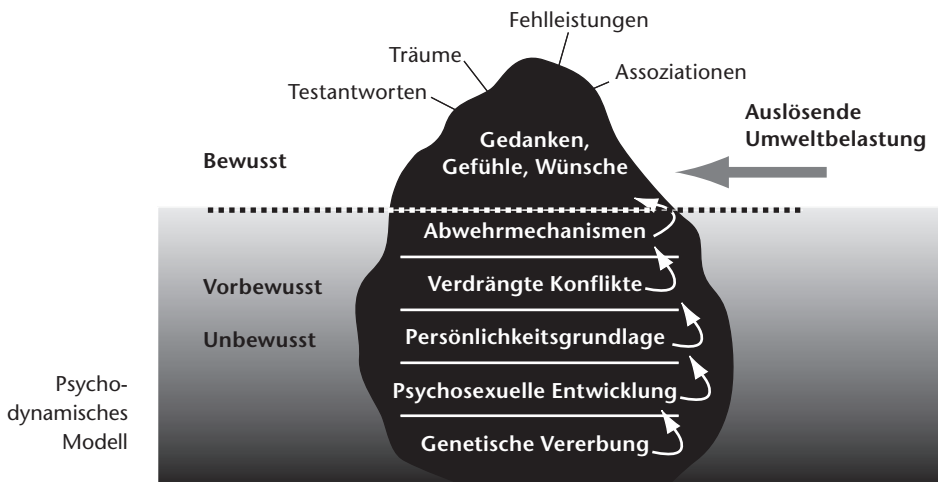 Fehlleistungen
Träume
Assoziationen
Testantworten
Auslösende
Umweltbelastung
Gedanken,
Gefühle, Wünsche
Bewusst
Abwehrmechanismen
Vorbewusst
Verdrängte Konflikte
Unbewusst
Persönlichkeitsgrundlage
Psycho-
dynamisches
Modell
Psychosexuelle Entwicklung
Genetische Vererbung